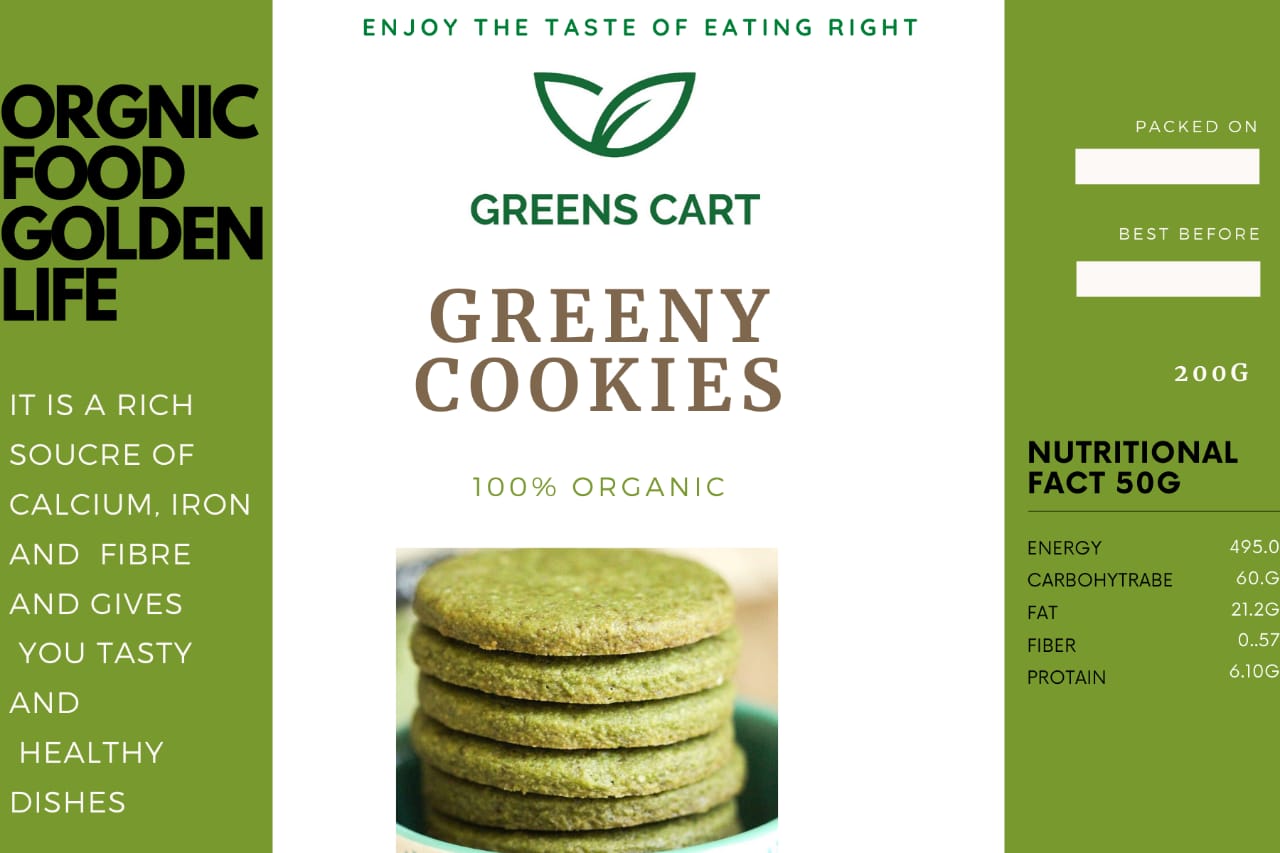 ENJOY THE TASTE OF EATING RIGHT
ORGNIC
FOOD
GOLDEN
LIFE
IT IS A RICH
SOUCRE OF
CALCIUM, IRON
AND FIBRE
AND GIVES
YOU TASTY
AND
HEALTHY
DISHES
GREENS CART
GREENY
COOKIES
100% ORGANIC
PACKED ON
BEST BEFORE
200G
NUTRITIONAL
FACT 50G
ENERGY 495.0
CARBOHYTRABE 60.G
FAT 21.2G
FIBER 0..57
PROTAIN 6.10G